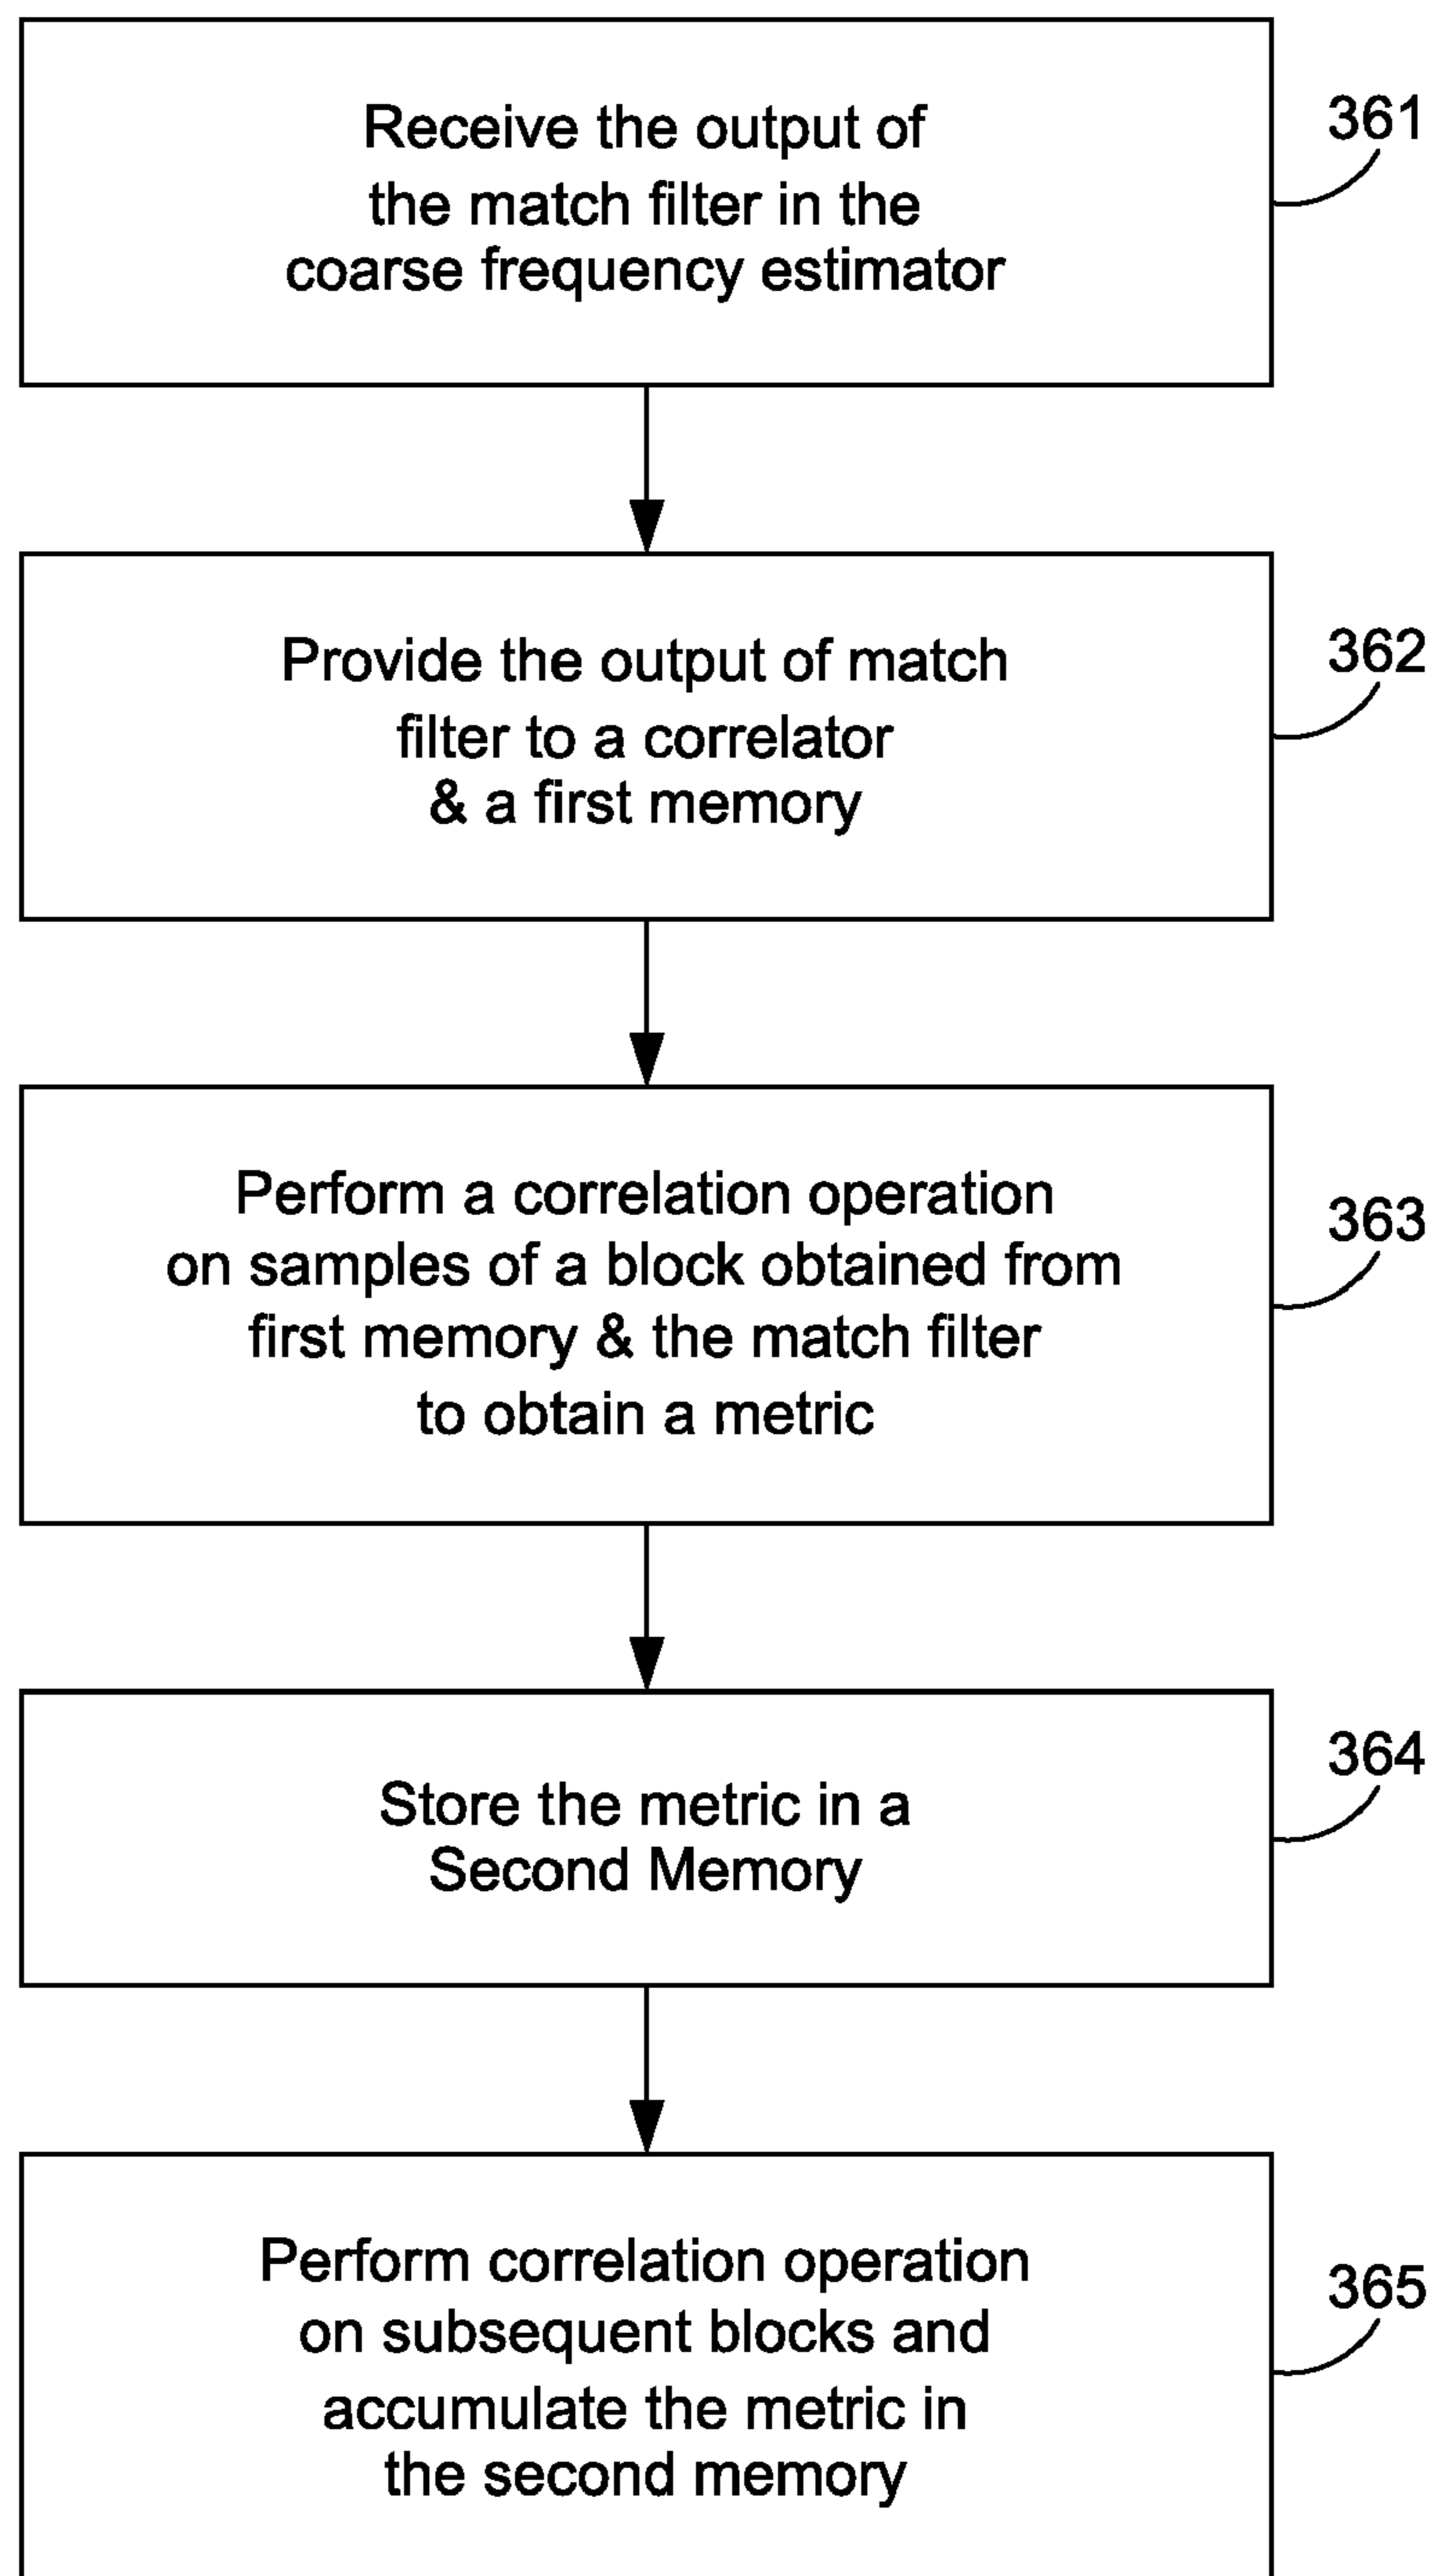 Receive the output of
the match filter in the
coarse frequency estimator
361
Provide the output of match
filter to a correlator
& a first memory
362
Perform a correlation operation
on samples of a block obtained from
first memory & the match filter
to obtain a metric
363
Store the metric in a
Second Memory
364
Perform correlation operation
on subsequent blocks and
accumulate the metric in
the second memory
365